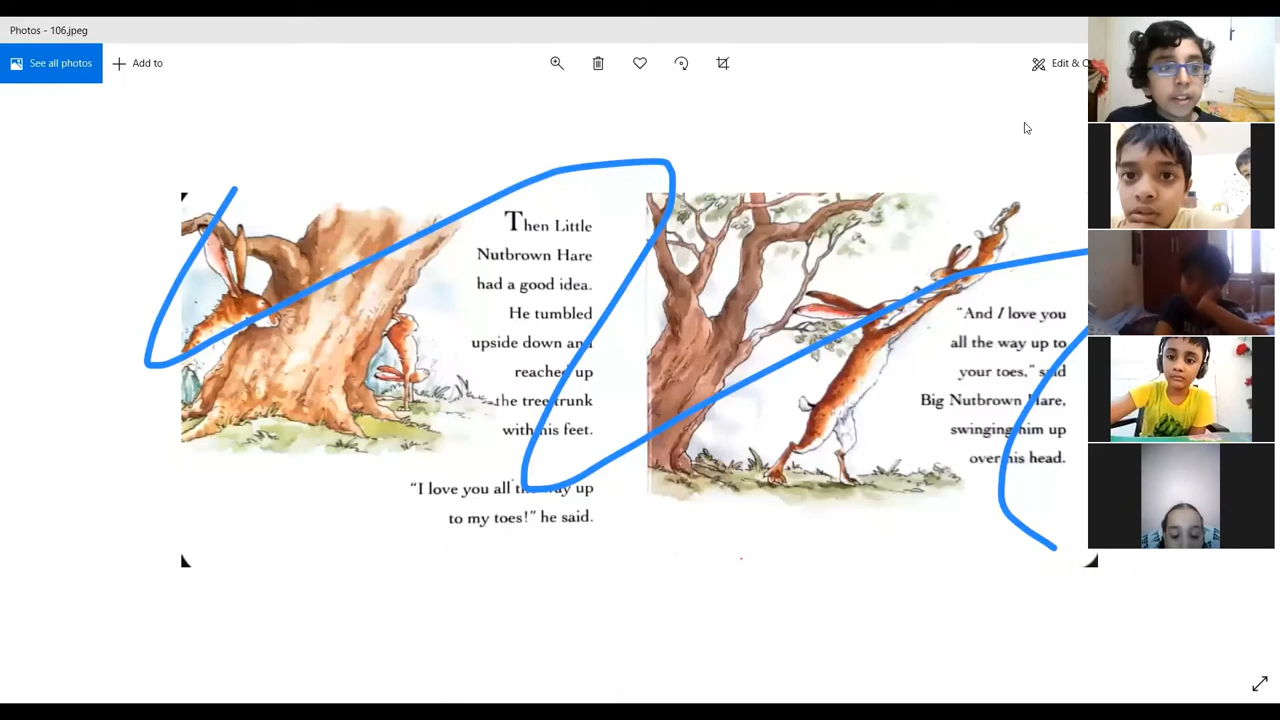 Photos - 106.jpeg
See all photos
Add to
Edit &
Then Little
Nutbrown Hare
had a good idea.
He tumbled
upside down and
reached up
the tree trunk
with his feet.
"I love you all the way up
to my toes!" he said.
"And I love you
all the way up to
your toes," said
Big Nutbrown Hare,
swinging him up
over his head.